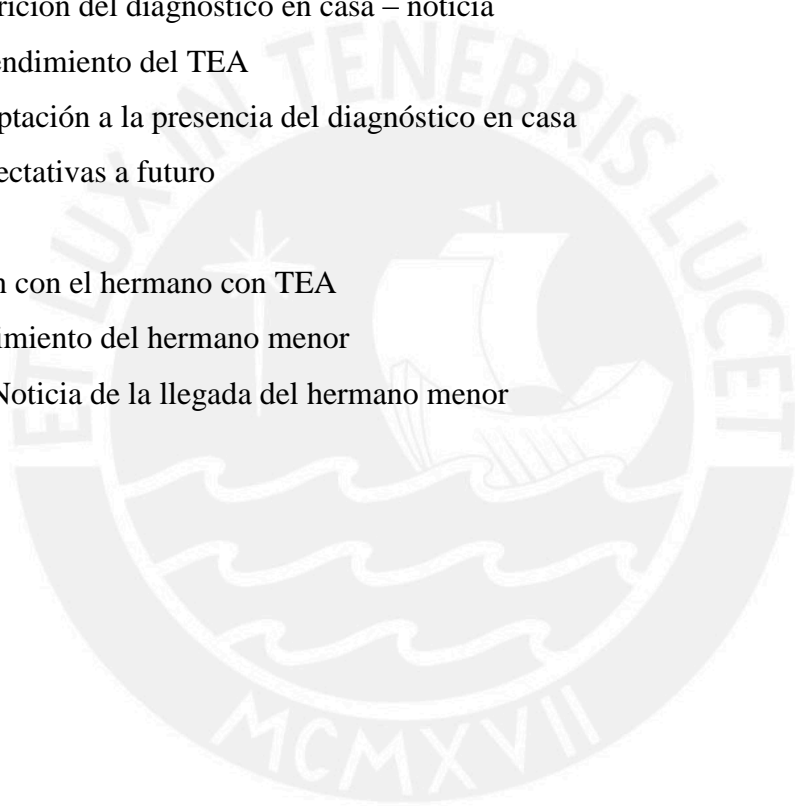 rición del diagnóstico en casa – noticia
endimiento del TEA
ptación a la presencia del diagnóstico en casa
ectativas a futuro
n con el hermano con TEA
imiento del hermano menor
Noticia de la llegada del hermano menor
ET LUX IN TENEBRIS LUCET
MCMXVII